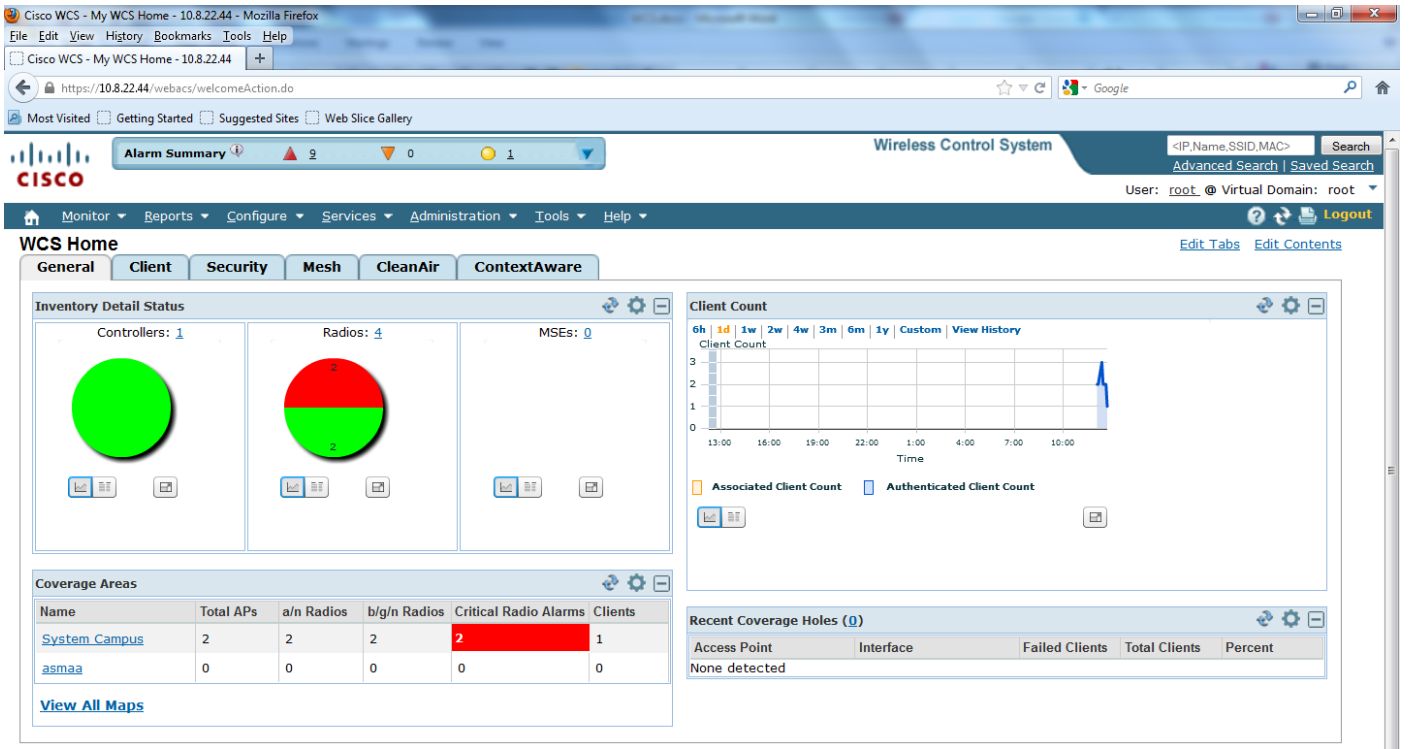 Cisco WCS - My WCS Home - 10.8.22.44 - Mozilla Firefox
File Edit View History Bookmarks Tools Help
Cisco WCS - My WCS Home - 10.8.22.44 +
https://10.8.22.44/webacs/welcomeAction.do Google
Most Visited Getting Started Suggested Sites Web Slice Gallery
CISCO
Alarm Summary 9 0 1
Wireless Control System
<IP,Name,SSID,MAC> Search
Advanced Search | Saved Search
User: root @ Virtual Domain: root
Monitor Reports Configure Services Administration Tools Help Logout
WCS Home
Edit Tabs Edit Contents
General Client Security Mesh CleanAir ContextAware
Inventory Detail Status
Controllers: 1 Radios: 4 MSEs: 0
2
2
Client Count
6h | 1d | 1w | 2w | 4w | 3m | 6m | 1y | Custom | View History
Client Count
3
2
1
0
13:00 16:00 19:00 22:00 1:00 4:00 7:00 10:00
Time
Associated Client Count Authenticated Client Count
Coverage Areas
Name Total APs a/n Radios b/g/n Radios Critical Radio Alarms Clients
System Campus 2 2 2 2 1
asmaa 0 0 0 0 0
View All Maps
Recent Coverage Holes (0)
Access Point Interface Failed Clients Total Clients Percent
None detected